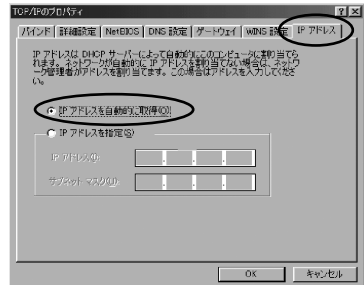 TCP/IPのプロパティ
バインド 詳細設定 NetBIOS DNS 設定 ゲートウェイ WINS 設定 IP アドレス
IP アドレスは DHCP サーバーによって自動的にこのコンピュータに割り当てら
れます。ネットワークが自動的に IP アドレスを割り当てない場合は、ネットワ
ーク管理者がアドレスを割り当てます。この場合はアドレスを入力してくださ
い。
IP アドレスを自動的に取得(O)
IP アドレスを指定(S)
IP アドレス(I):
サブネット マスク(U):
OK キャンセル